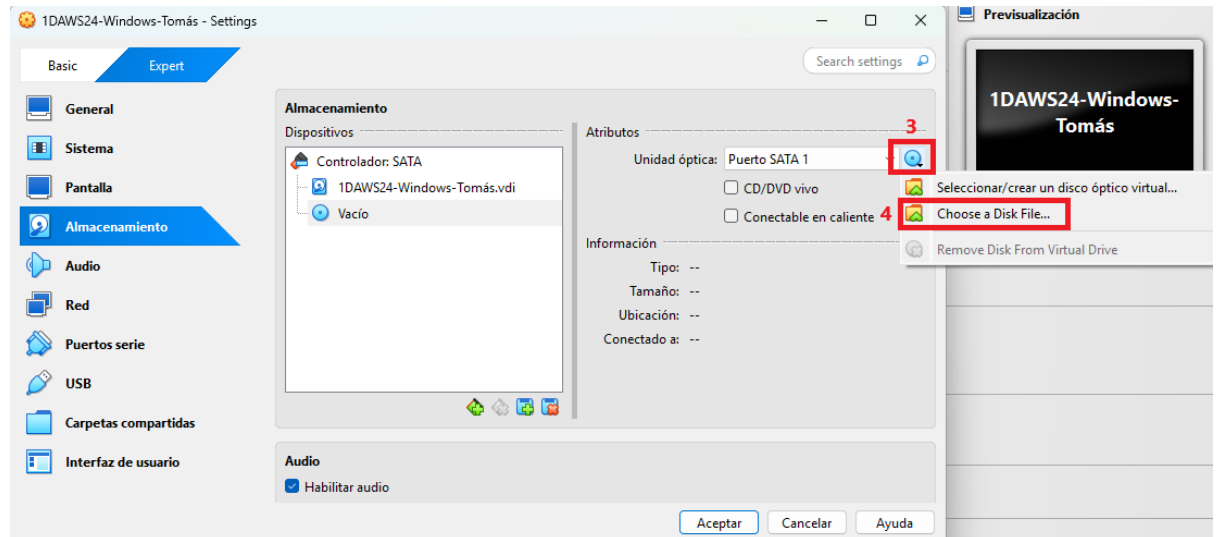 1DAWS24-Windows-Tomás - Settings
Basic
Expert
Search settings
General
Sistema
Pantalla
Almacenamiento
Audio
Red
Puertos serie
USB
Carpetas compartidas
Interfaz de usuario
Almacenamiento
Dispositivos
Controlador: SATA
1DAWS24-Windows-Tomás.vdi
Vacío
Atributos
3
Unidad óptica: Puerto SATA 1
CD/DVD vivo
Conectable en caliente
4
Seleccionar/crear un disco óptico virtual...
Choose a Disk File...
Remove Disk From Virtual Drive
Información
Tipo: --
Tamaño: --
Ubicación: --
Conectado a: --
Audio
Habilitar audio
Aceptar
Cancelar
Ayuda
Previsualización
1DAWS24-Windows-
Tomás